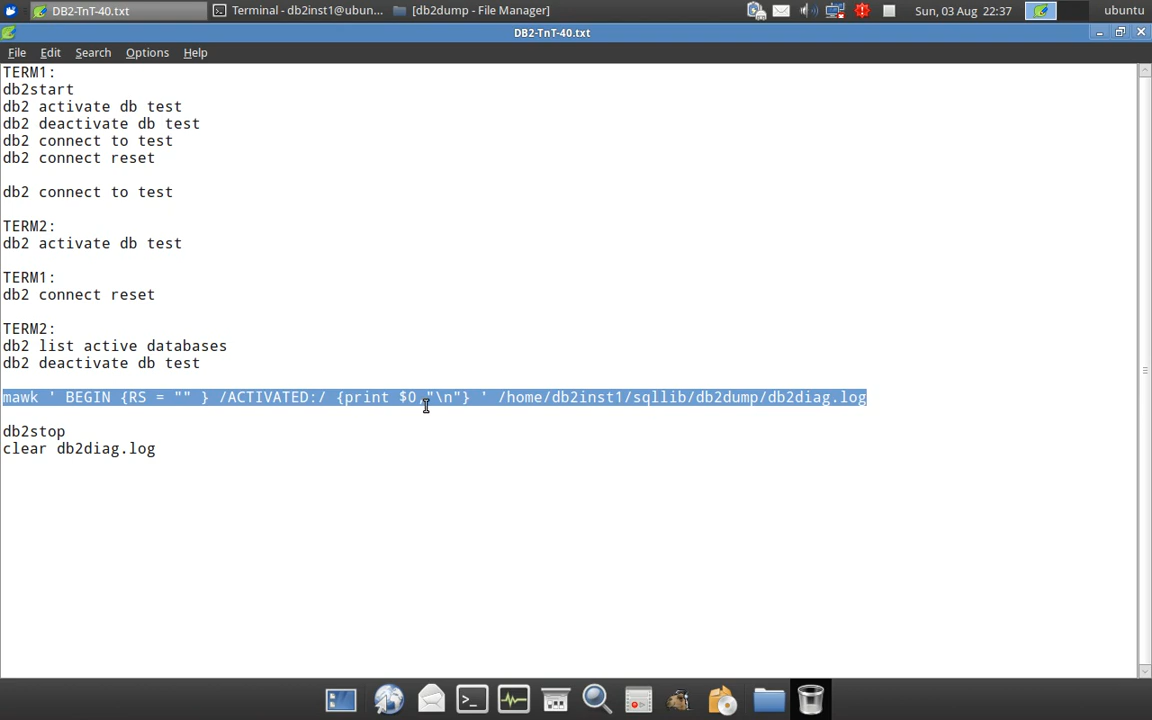 DB2-TnT-40.txt
Terminal - db2inst1@ubun...
[db2dump - File Manager]
Sun, 03 Aug 22:37
ubuntu
DB2-TnT-40.txt
File Edit Search Options Help
TERM1:
db2start
db2 activate db test
db2 deactivate db test
db2 connect to test
db2 connect reset
db2 connect to test
TERM2:
db2 activate db test
TERM1:
db2 connect reset
TERM2:
db2 list active databases
db2 deactivate db test
mawk ' BEGIN {RS = "" } /ACTIVATED:/ {print $0,"\n"} ' /home/db2inst1/sqllib/db2dump/db2diag.log
db2stop
clear db2diag.log